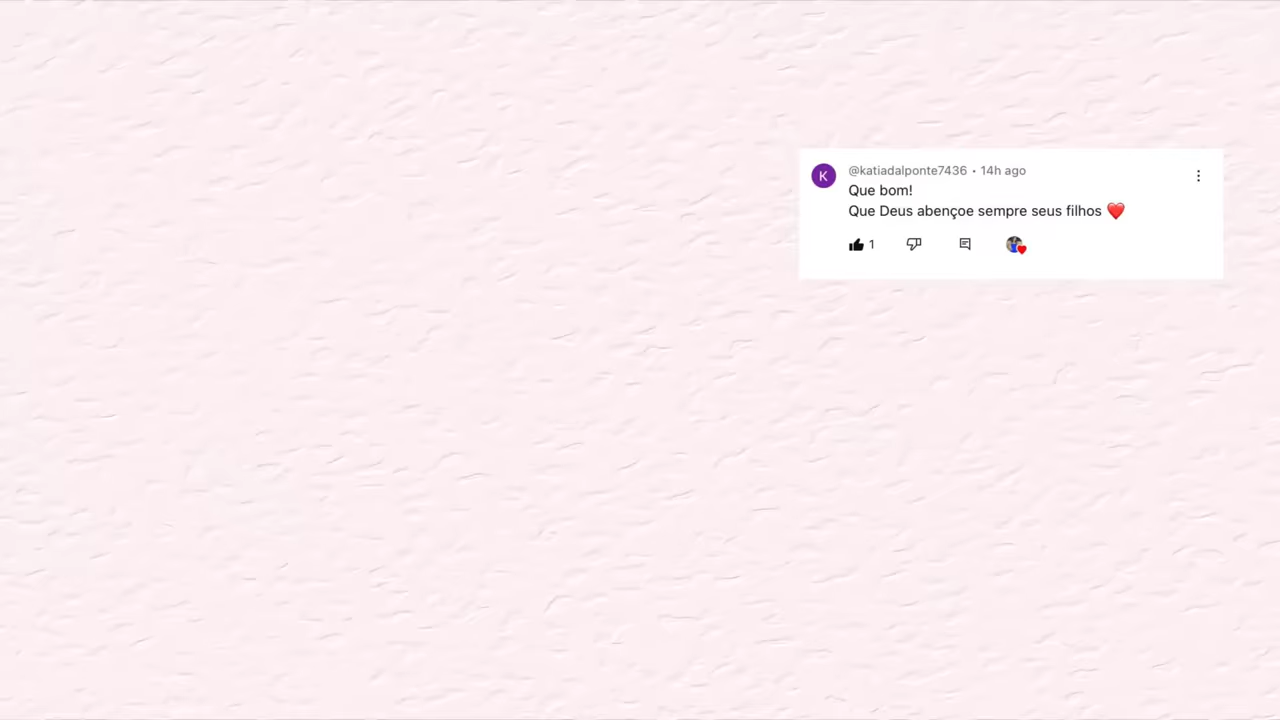 K
@katiadalponte7436 • 14h ago
Que bom!
Que Deus abençoe sempre seus filhos ❤️
1